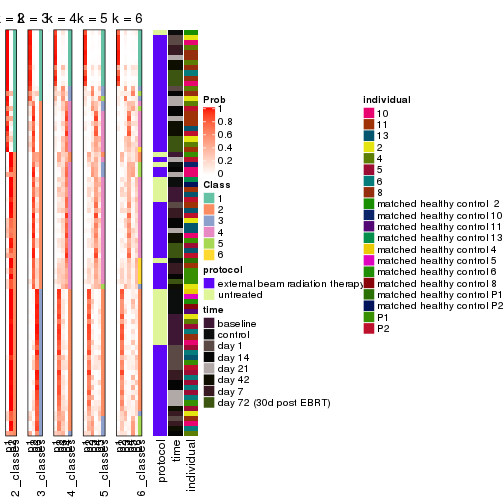 k = 2 k = 3 k = 4 k = 5 k = 6
Prob
1
0.8
0.6
0.4
0.2
0
Class
1
2
3
4
5
6
protocol
external beam radiation therapy
untreated
time
baseline
control
day 1
day 14
day 21
day 42
day 7
day 72 (30d post EBRT)
individual
10
11
13
2
4
5
6
8
matched healthy control 2
matched healthy control 10
matched healthy control 11
matched healthy control 13
matched healthy control 4
matched healthy control 5
matched healthy control 6
matched healthy control 8
matched healthy control P1
matched healthy control P2
P1
P2
2_classes
3_classes
4_classes
5_classes
6_classes
protocol
time
individual